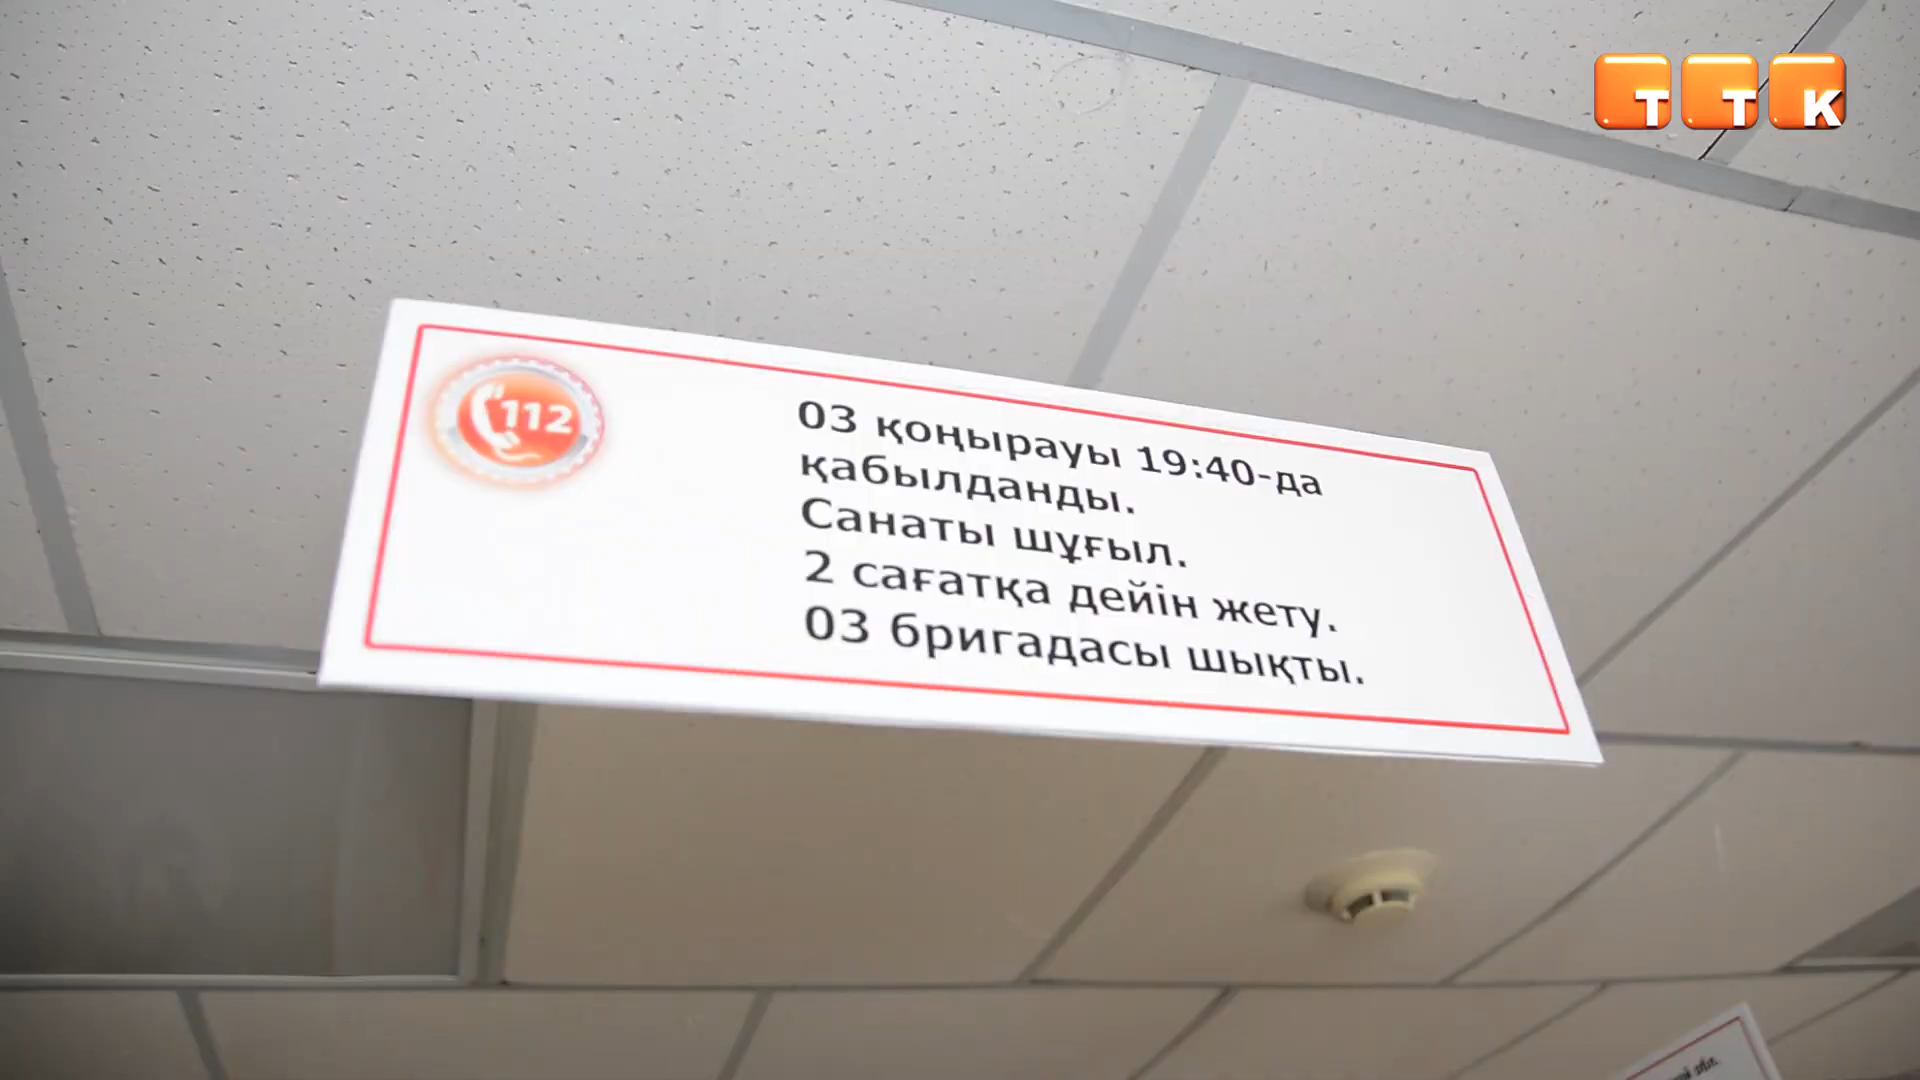 ТТК
112
03 қоңырауы 19:40-да
қабылданды.
Санаты шұғыл.
2 сағатқа дейін жету.
03 бригадасы шықты.